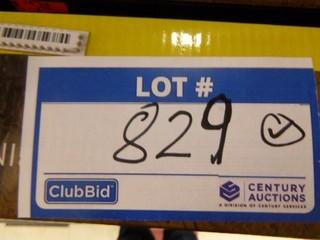 LOT #
829
ClubBid
CENTURY
AUCTIONS
A DIVISION OF CENTURY SERVICES